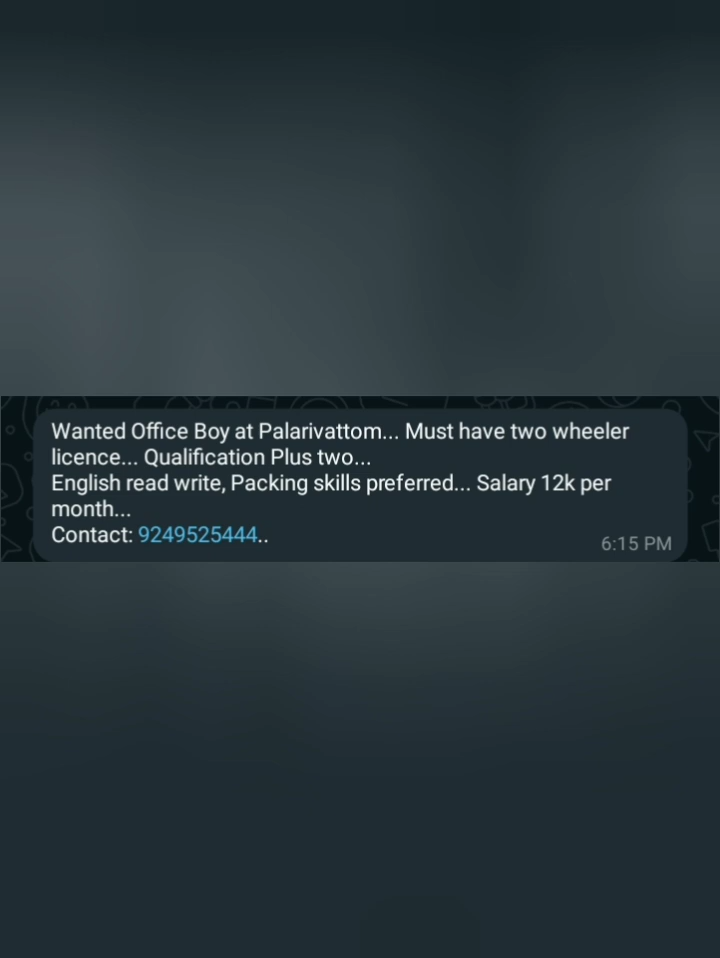 Wanted Office Boy at Palarivattom... Must have two wheeler
licence... Qualification Plus two...
English read write, Packing skills preferred... Salary 12k per
month...
Contact: 9249525444..
6:15 PM